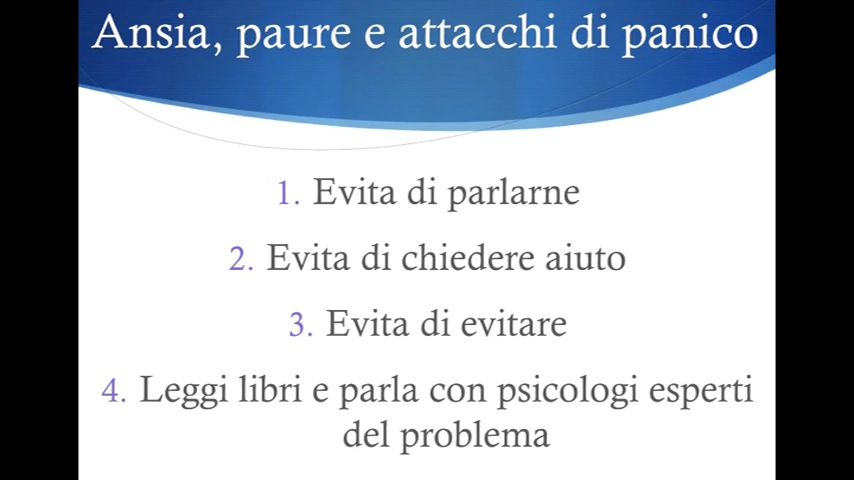 Ansia, paure e attacchi di panico
1. Evita di parlarne
2. Evita di chiedere aiuto
3. Evita di evitare
4. Leggi libri e parla con psicologi esperti
del problema